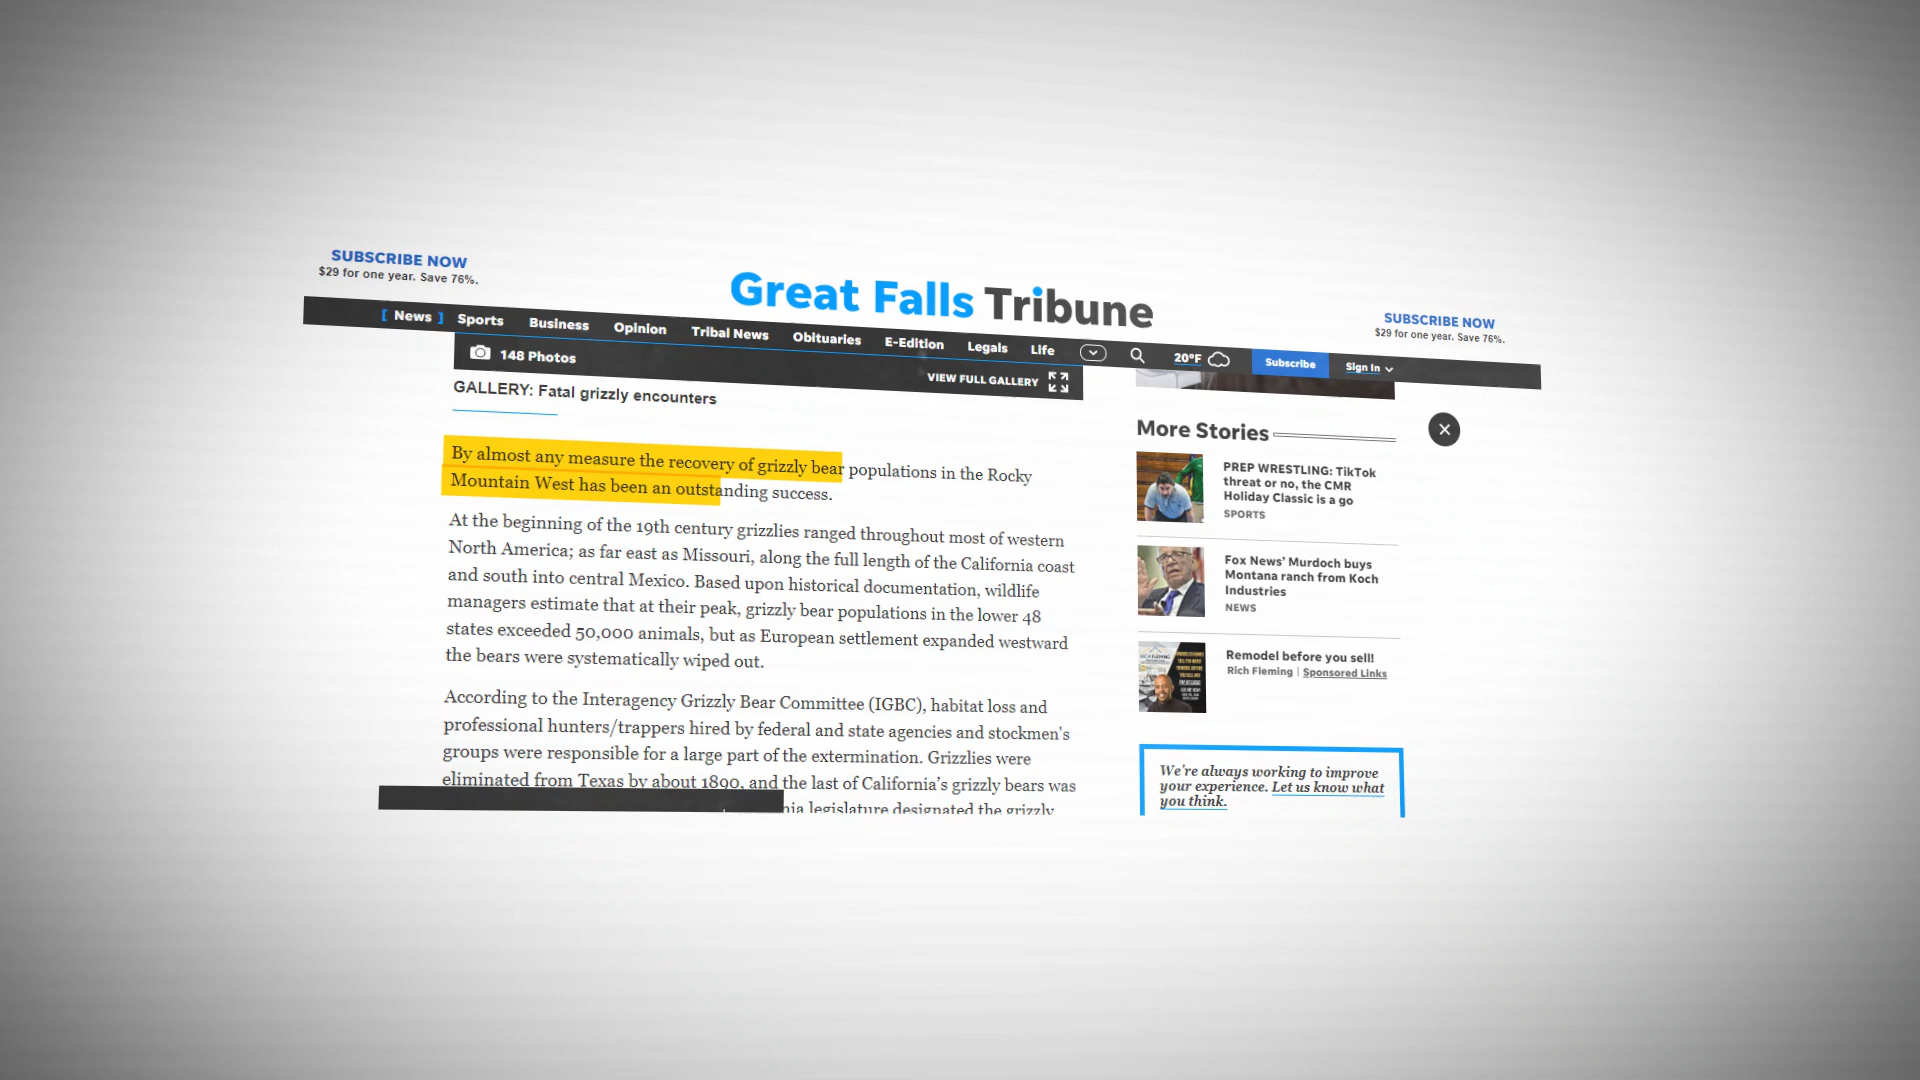 SUBSCRIBE NOW
$29 for one year. Save 76%.
Great Falls Tribune
SUBSCRIBE NOW
$29 for one year. Save 76%.
[ News ] Sports Business Opinion Tribal News Obituaries E-Edition Legals Life 20°F Subscribe Sign In
148 Photos
VIEW FULL GALLERY
GALLERY: Fatal grizzly encounters
By almost any measure the recovery of grizzly bear populations in the Rocky
Mountain West has been an outstanding success.
At the beginning of the 19th century grizzlies ranged throughout most of western
North America; as far east as Missouri, along the full length of the California coast
and south into central Mexico. Based upon historical documentation, wildlife
managers estimate that at their peak, grizzly bear populations in the lower 48
states exceeded 50,000 animals, but as European settlement expanded westward
the bears were systematically wiped out.
According to the Interagency Grizzly Bear Committee (IGBC), habitat loss and
professional hunters/trappers hired by federal and state agencies and stockmen's
groups were responsible for a large part of the extermination. Grizzlies were
eliminated from Texas by about 1890, and the last of California's grizzly bears was
legislature designated the grizzly
More Stories
PREP WRESTLING: TikTok
threat or no, the CMR
Holiday Classic is a go
SPORTS
Fox News' Murdoch buys
Montana ranch from Koch
Industries
NEWS
Remodel before you sell!
Rich Fleming | Sponsored Links
We're always working to improve
your experience. Let us know what
you think.